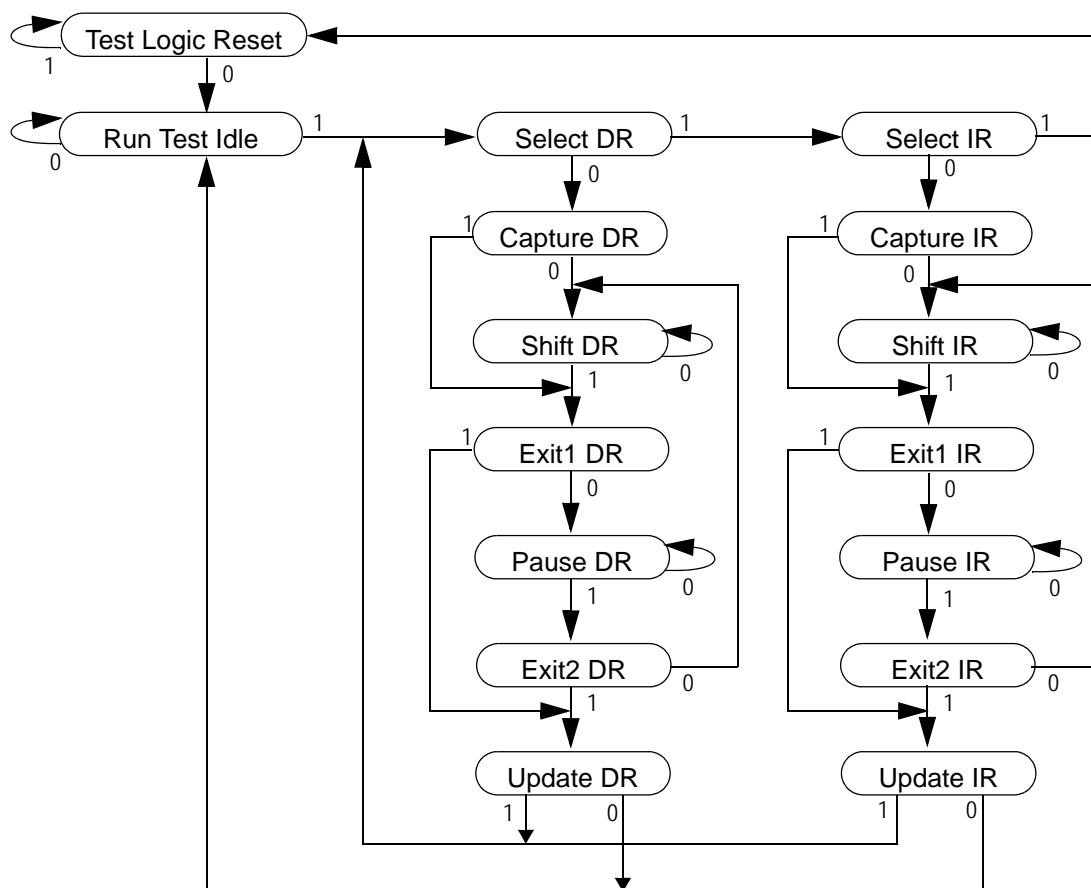 Test Logic Reset
1
0
Run Test Idle
1
0
Select DR
1
0
Select IR
1
0
Capture DR
1
0
Capture IR
1
0
Shift DR
0
1
Shift IR
0
1
Exit1 DR
1
0
Exit1 IR
1
0
Pause DR
0
1
Pause IR
0
1
Exit2 DR
0
1
Exit2 IR
0
1
Update DR
1
0
Update IR
1
0